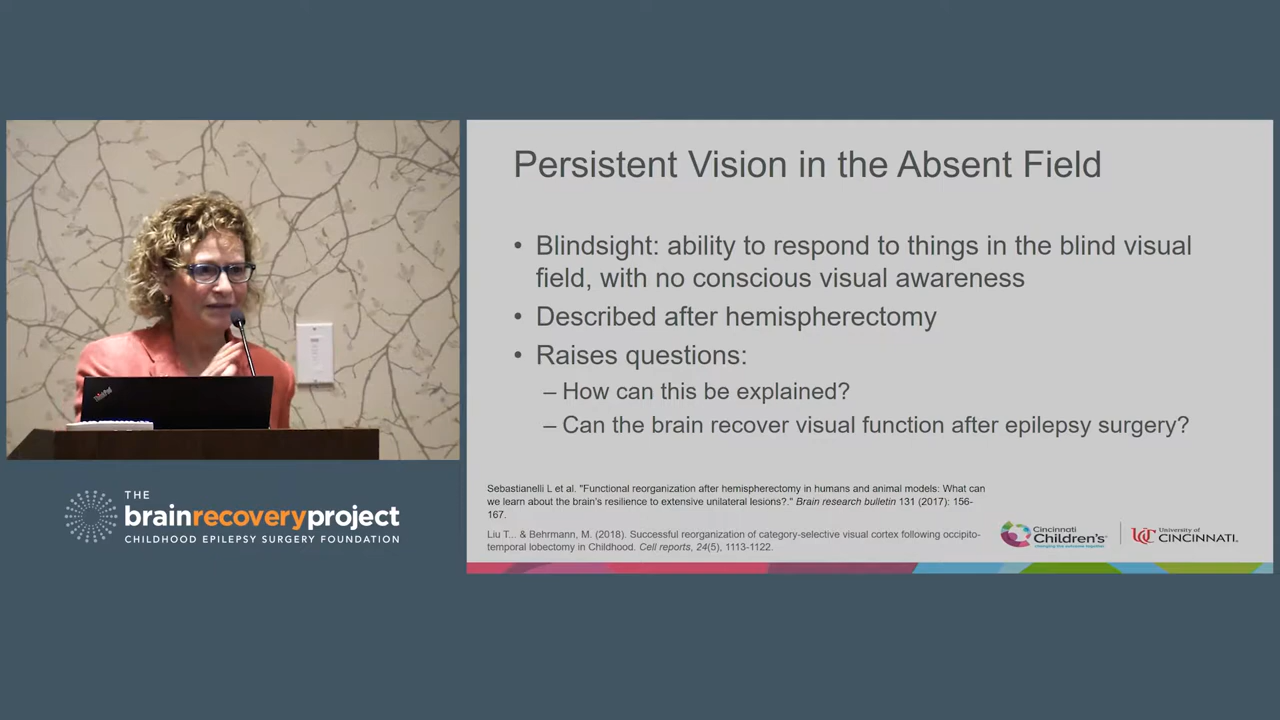 Persistent Vision in the Absent Field
• Blindsight: ability to respond to things in the blind visual
field, with no conscious visual awareness
• Described after hemispherectomy
• Raises questions:
– How can this be explained?
– Can the brain recover visual function after epilepsy surgery?
Sebastianelli L et al. "Functional reorganization after hemispherectomy in humans and animal models: What can
we learn about the brain's resilience to extensive unilateral lesions?." Brain research bulletin 131 (2017): 156-
167.
Liu T... & Behrmann, M. (2018). Successful reorganization of category-selective visual cortex following occipito-
temporal lobectomy in Childhood. Cell reports, 24(5), 1113-1122.
Cincinnati
Children's
changing the outcome together
University of
CINCINNATI
ThinkPad
THE
brainrecoveryproject
CHILDHOOD EPILEPSY SURGERY FOUNDATION